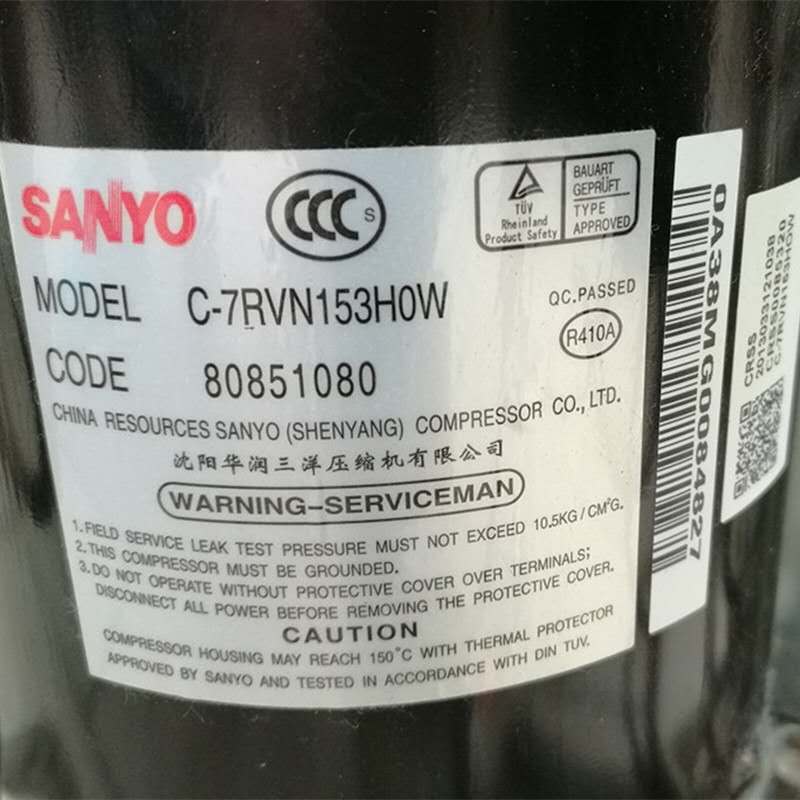 SANYO
CCC S
TÜV
Rheinland
Product Safety
BAUART
GEPRÜFT
TYPE
APPROVED
MODEL C-7RVN153H0W
QC.PASSED
R410A
CODE 80851080
CHINA RESOURCES SANYO (SHENYANG) COMPRESSOR CO., LTD.
沈阳华润三洋压缩机有限公司
WARNING-SERVICEMAN
1. FIELD SERVICE LEAK TEST PRESSURE MUST NOT EXCEED 10.5KG/CM²G.
2. THIS COMPRESSOR MUST BE GROUNDED.
3. DO NOT OPERATE WITHOUT PROTECTIVE COVER OVER TERMINALS;
DISCONNECT ALL POWER BEFORE REMOVING THE PROTECTIVE COVER.
CAUTION
COMPRESSOR HOUSING MAY REACH 150°C WITH THERMAL PROTECTOR
APPROVED BY SANYO AND TESTED IN ACCORDANCE WITH DIN TUV.
0A38MG0084827
CRSS
2013033121038
CRSS00085320
C-7RVN153H0W